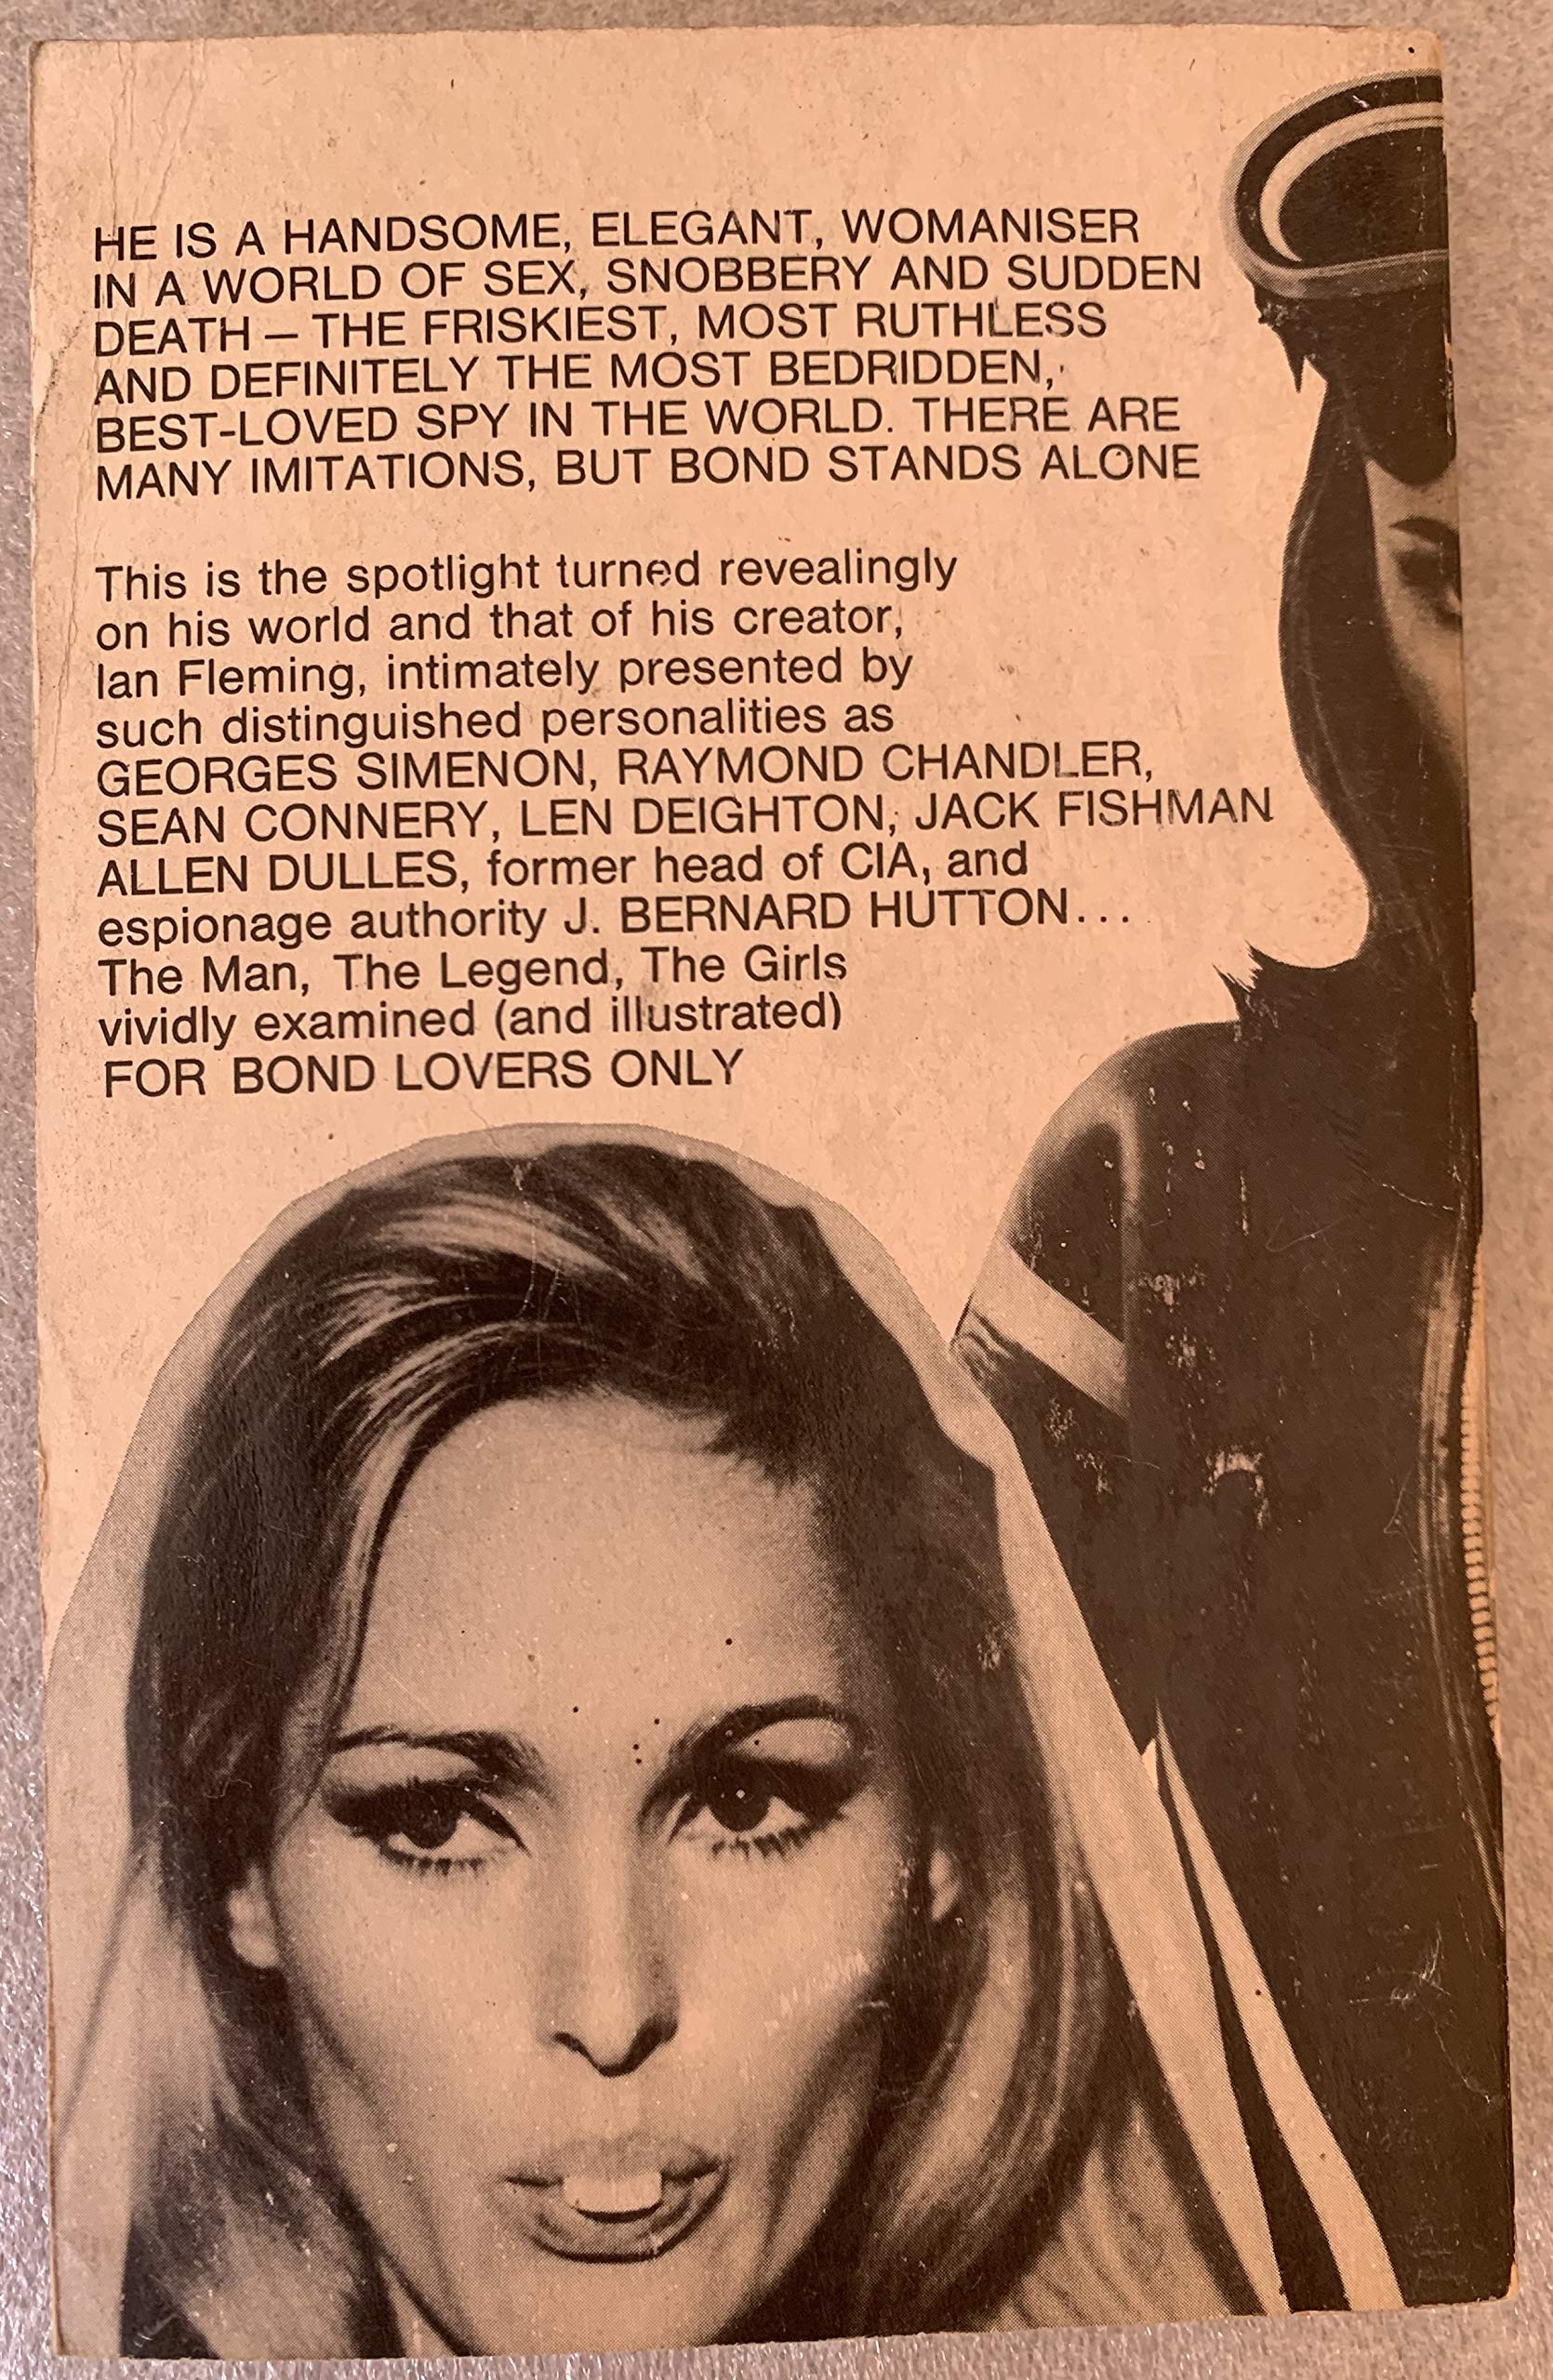 HE IS A HANDSOME, ELEGANT, WOMANISER
IN A WORLD OF SEX, SNOBBERY AND SUDDEN
DEATH – THE FRISKIEST, MOST RUTHLESS
AND DEFINITELY THE MOST BEDRIDDEN,
BEST-LOVED SPY IN THE WORLD. THERE ARE
MANY IMITATIONS, BUT BOND STANDS ALONE
This is the spotlight turned revealingly
on his world and that of his creator,
Ian Fleming, intimately presented by
such distinguished personalities as
GEORGES SIMENON, RAYMOND CHANDLER,
SEAN CONNERY, LEN DEIGHTON, JACK FISHMAN
ALLEN DULLES, former head of CIA, and
espionage authority J. BERNARD HUTTON...
The Man, The Legend, The Girls
vividly examined (and illustrated)
FOR BOND LOVERS ONLY